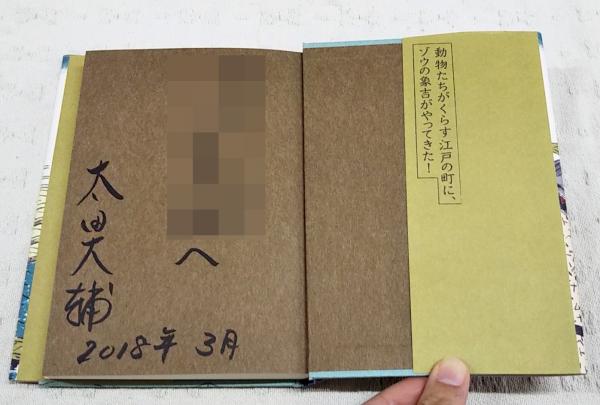 動物たちがくらす江戸の町に、
ゾウの象吉がやってきた！
へ
太田大輔
2018年 3月